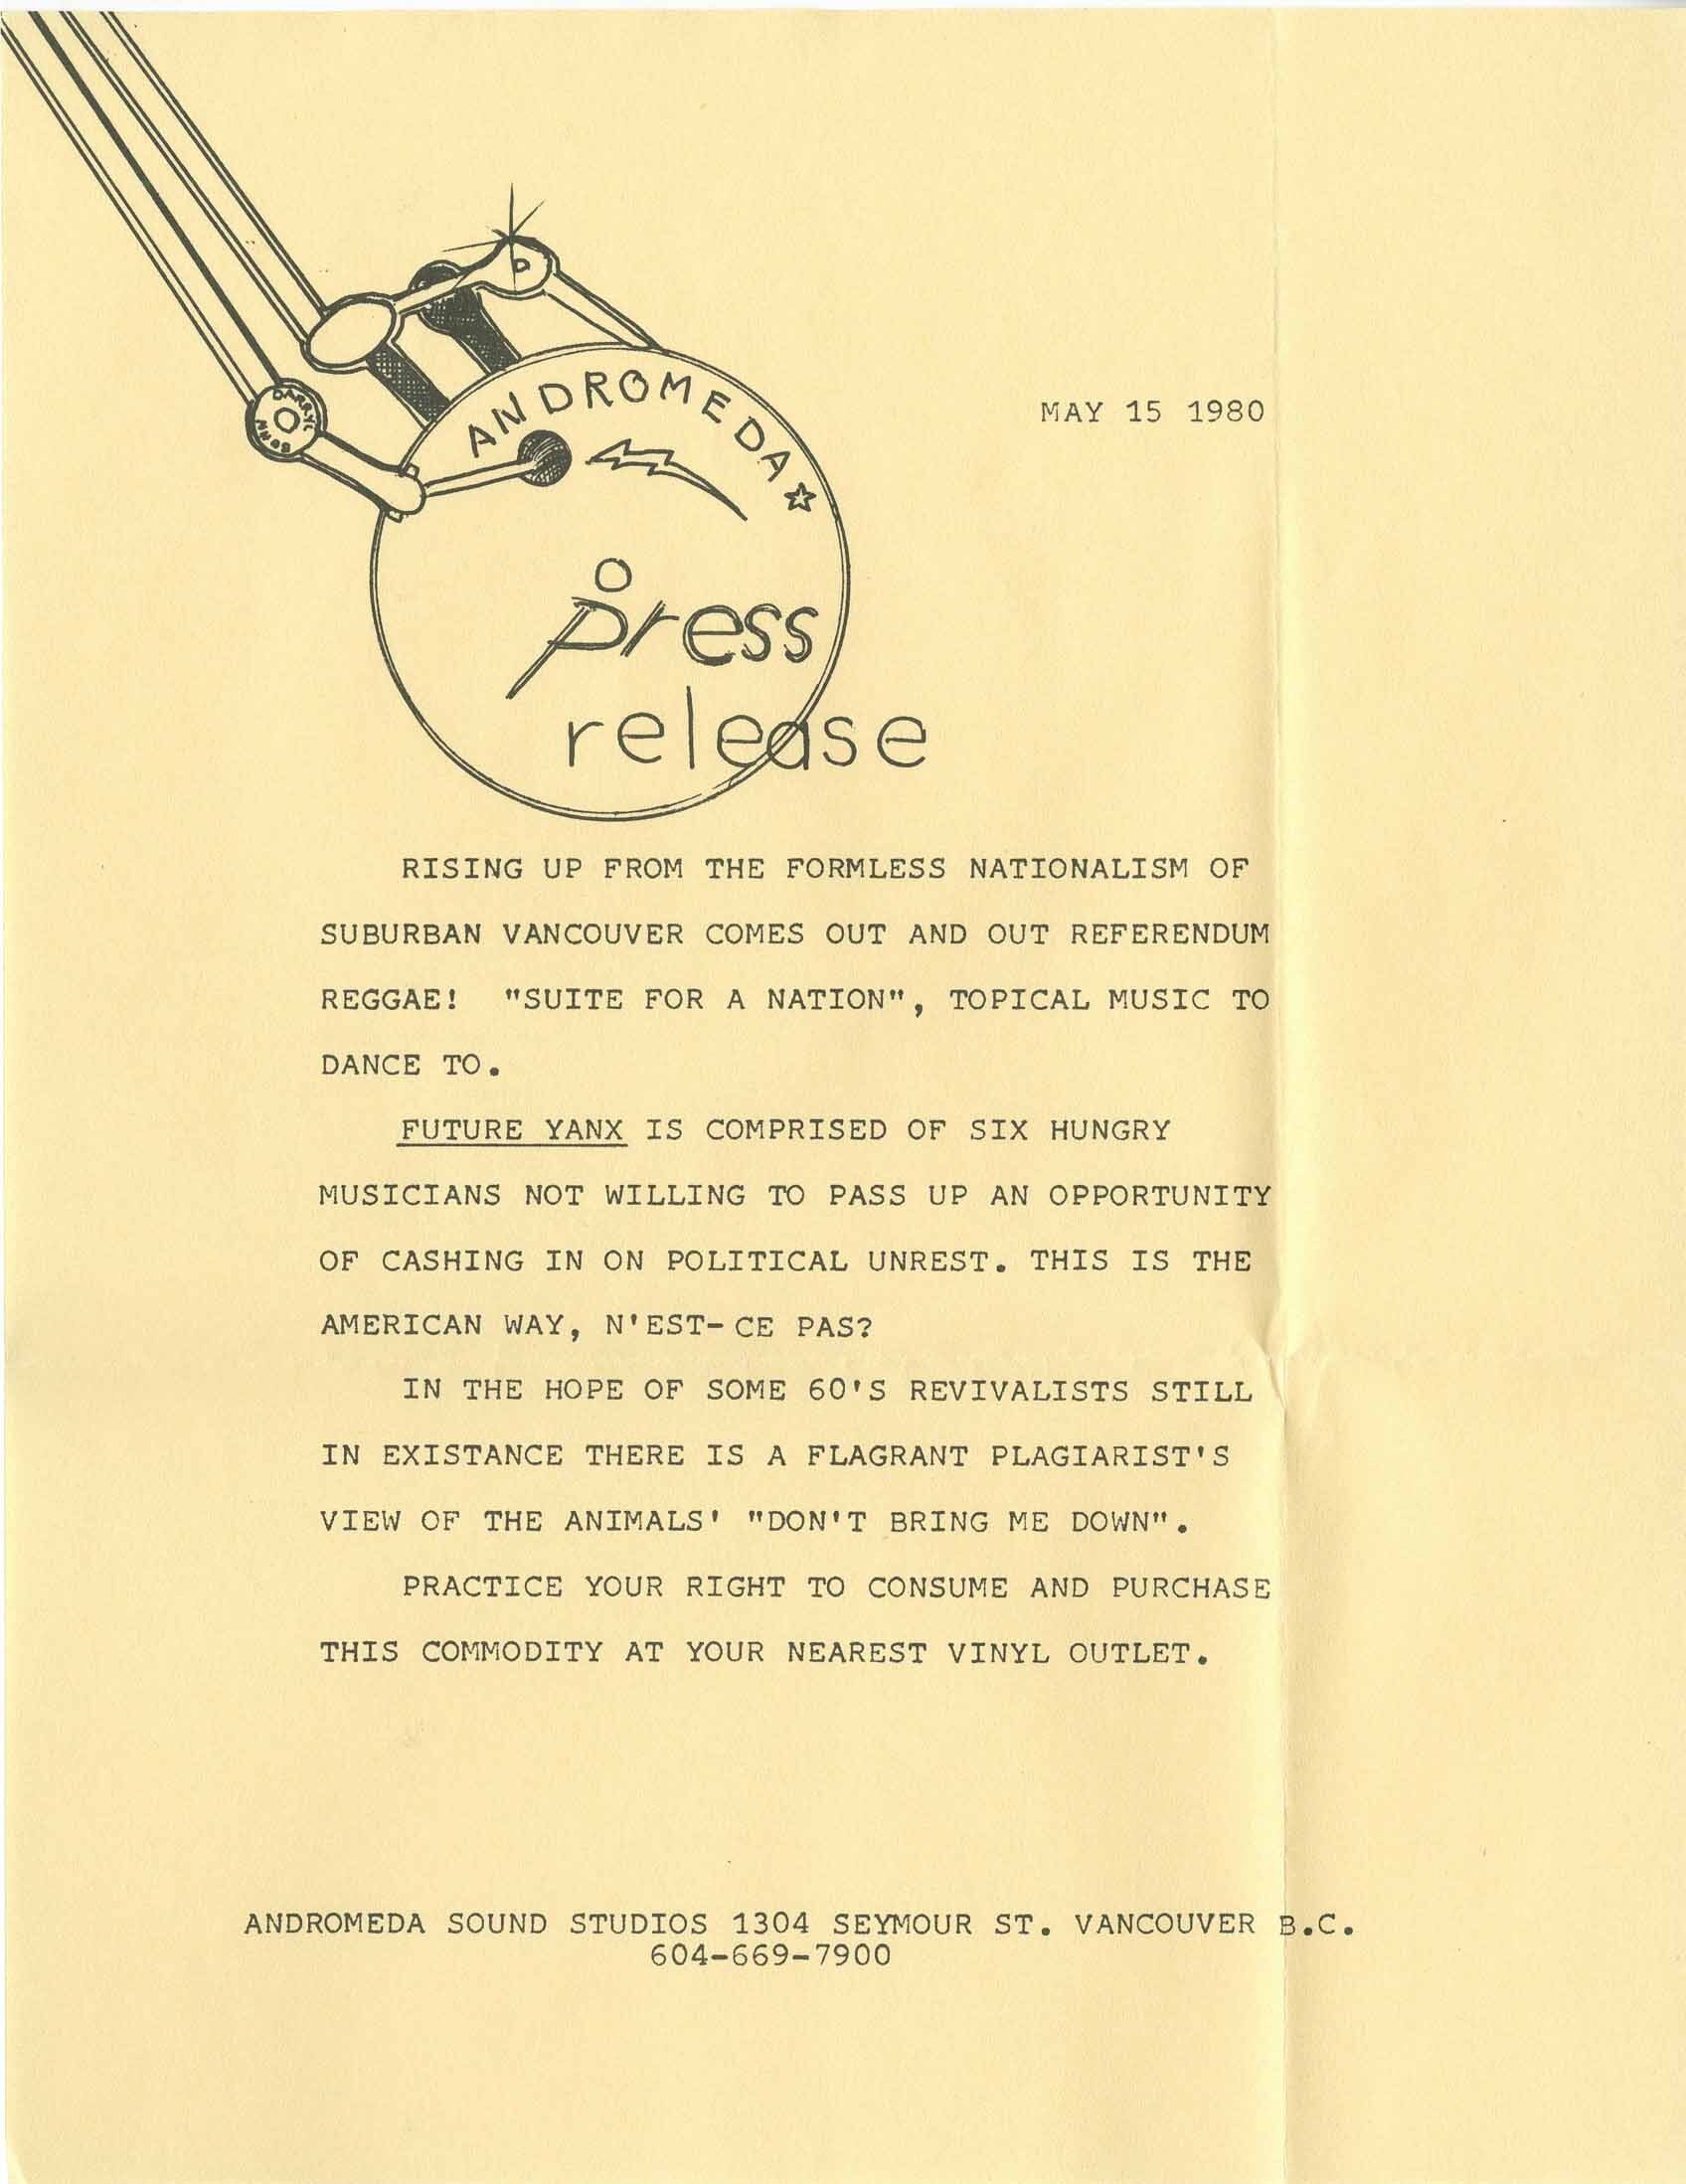 ANDROMEDA
DARRYL
BOHN
MAY 15 1980
press
release
RISING UP FROM THE FORMLESS NATIONALISM OF
SUBURBAN VANCOUVER COMES OUT AND OUT REFERENDUM
REGGAE! "SUITE FOR A NATION", TOPICAL MUSIC TO
DANCE TO.
FUTURE YANX IS COMPRISED OF SIX HUNGRY
MUSICIANS NOT WILLING TO PASS UP AN OPPORTUNITY
OF CASHING IN ON POLITICAL UNREST. THIS IS THE
AMERICAN WAY, N'EST-CE PAS?
IN THE HOPE OF SOME 60'S REVIVALISTS STILL
IN EXISTANCE THERE IS A FLAGRANT PLAGIARIST'S
VIEW OF THE ANIMALS' "DON'T BRING ME DOWN".
PRACTICE YOUR RIGHT TO CONSUME AND PURCHASE
THIS COMMODITY AT YOUR NEAREST VINYL OUTLET.
ANDROMEDA SOUND STUDIOS 1304 SEYMOUR ST. VANCOUVER B.C.
604-669-7900